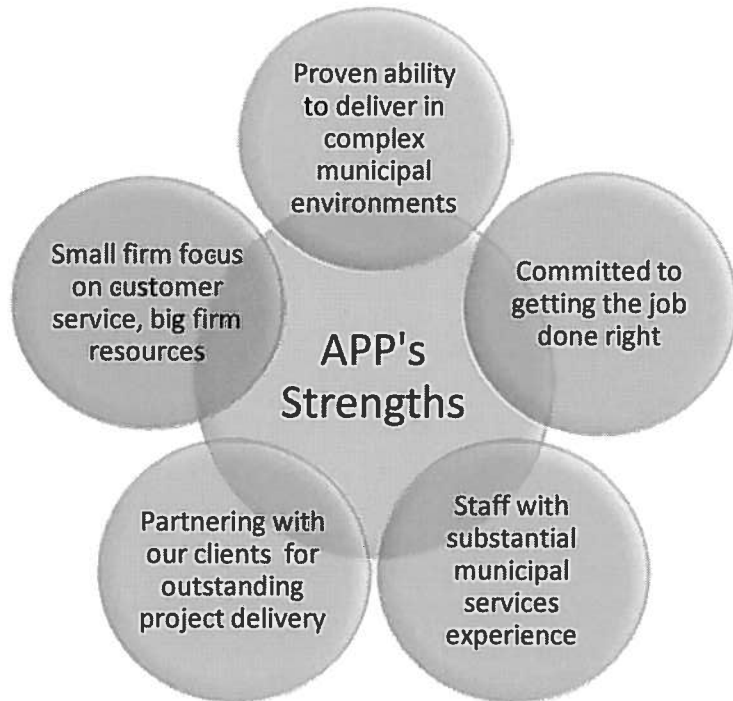 Proven ability
to deliver in
complex
municipal
environments
Small firm focus
on customer
service, big firm
resources
Committed to
getting the job
done right
APP's
Strengths
Partnering with
our clients for
outstanding
project delivery
Staff with
substantial
municipal
services
experience